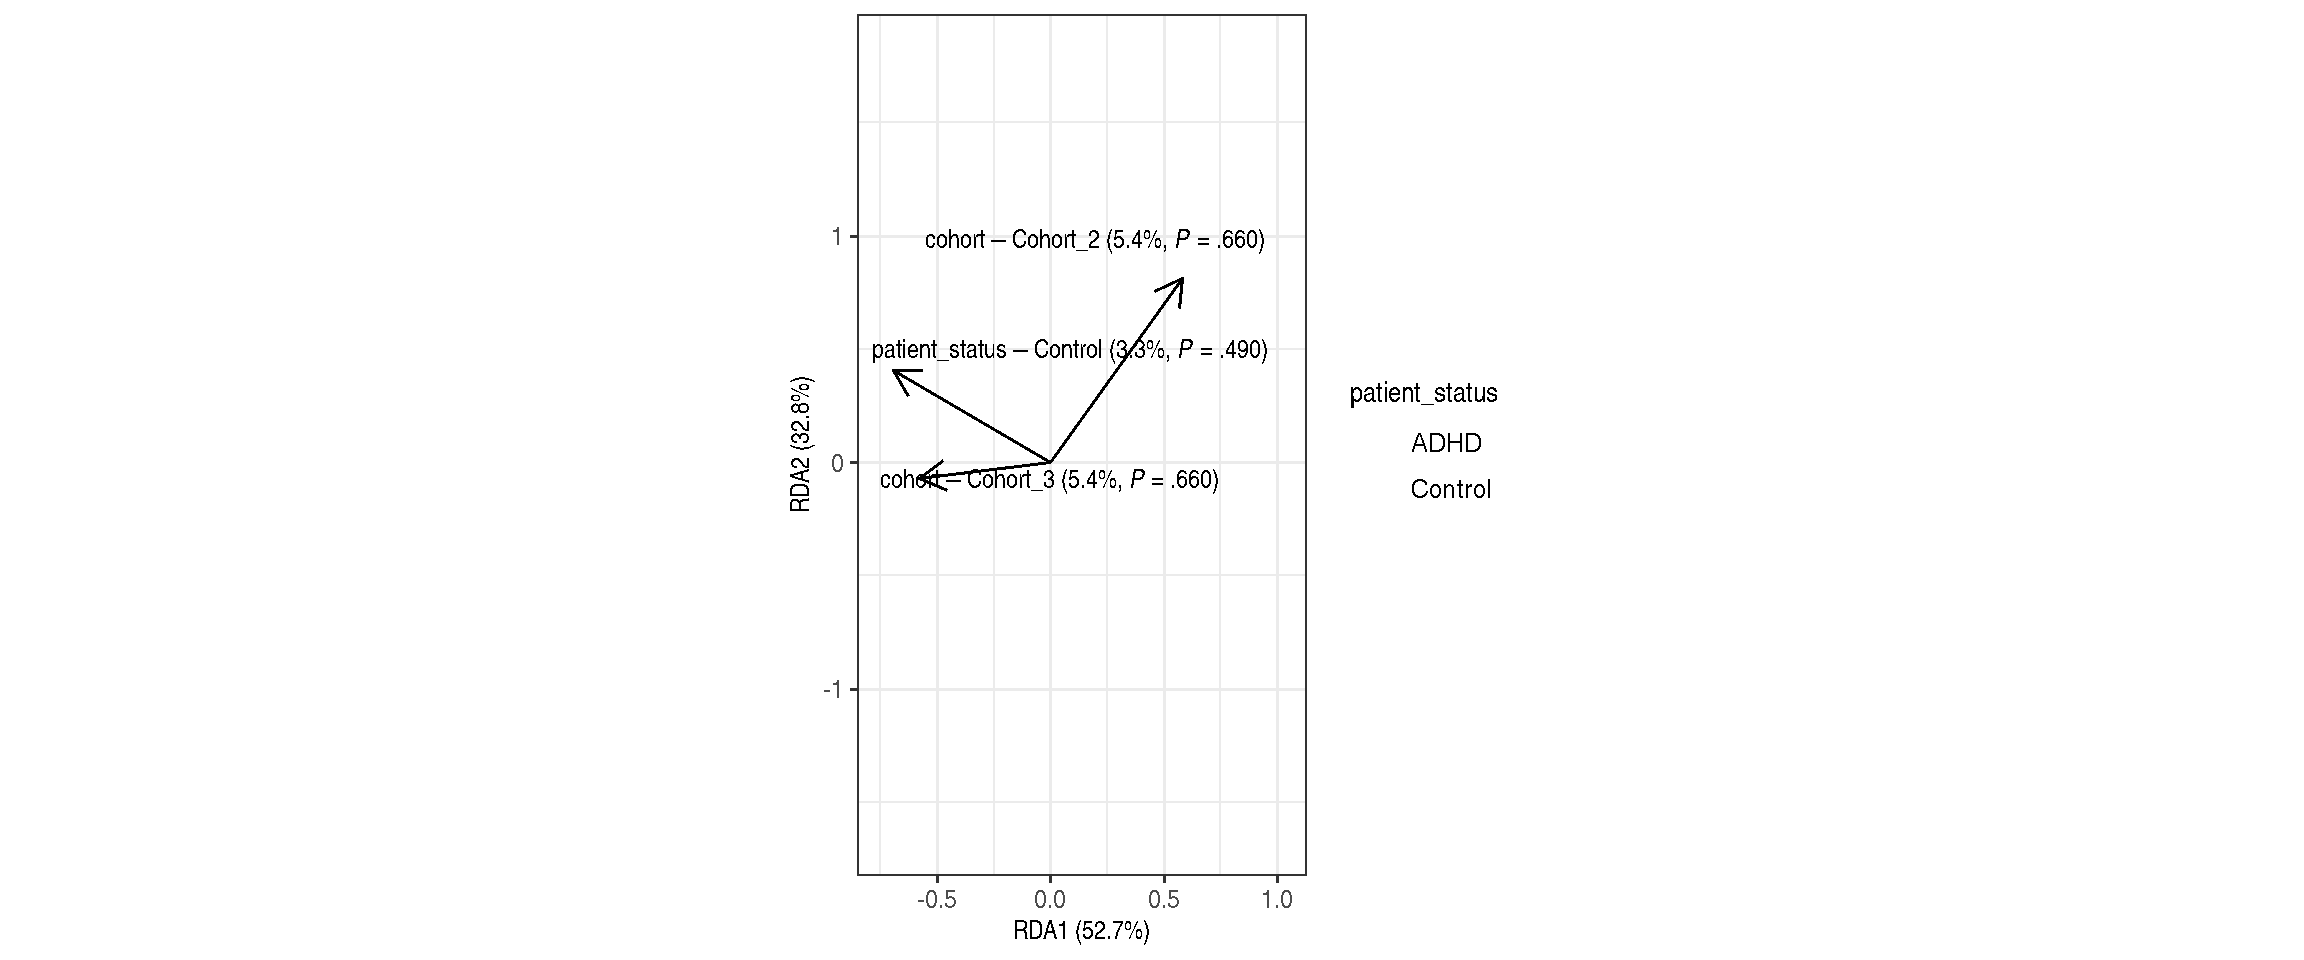 cohort – Cohort_2 (5.4%, P = .660)
patient_status – Control (3.3%, P = .490)
cohort – Cohort_3 (5.4%, P = .660)
1
0
-1
RDA2 (32.8%)
-0.5 0.0 0.5 1.0
RDA1 (52.7%)
patient_status
ADHD
Control